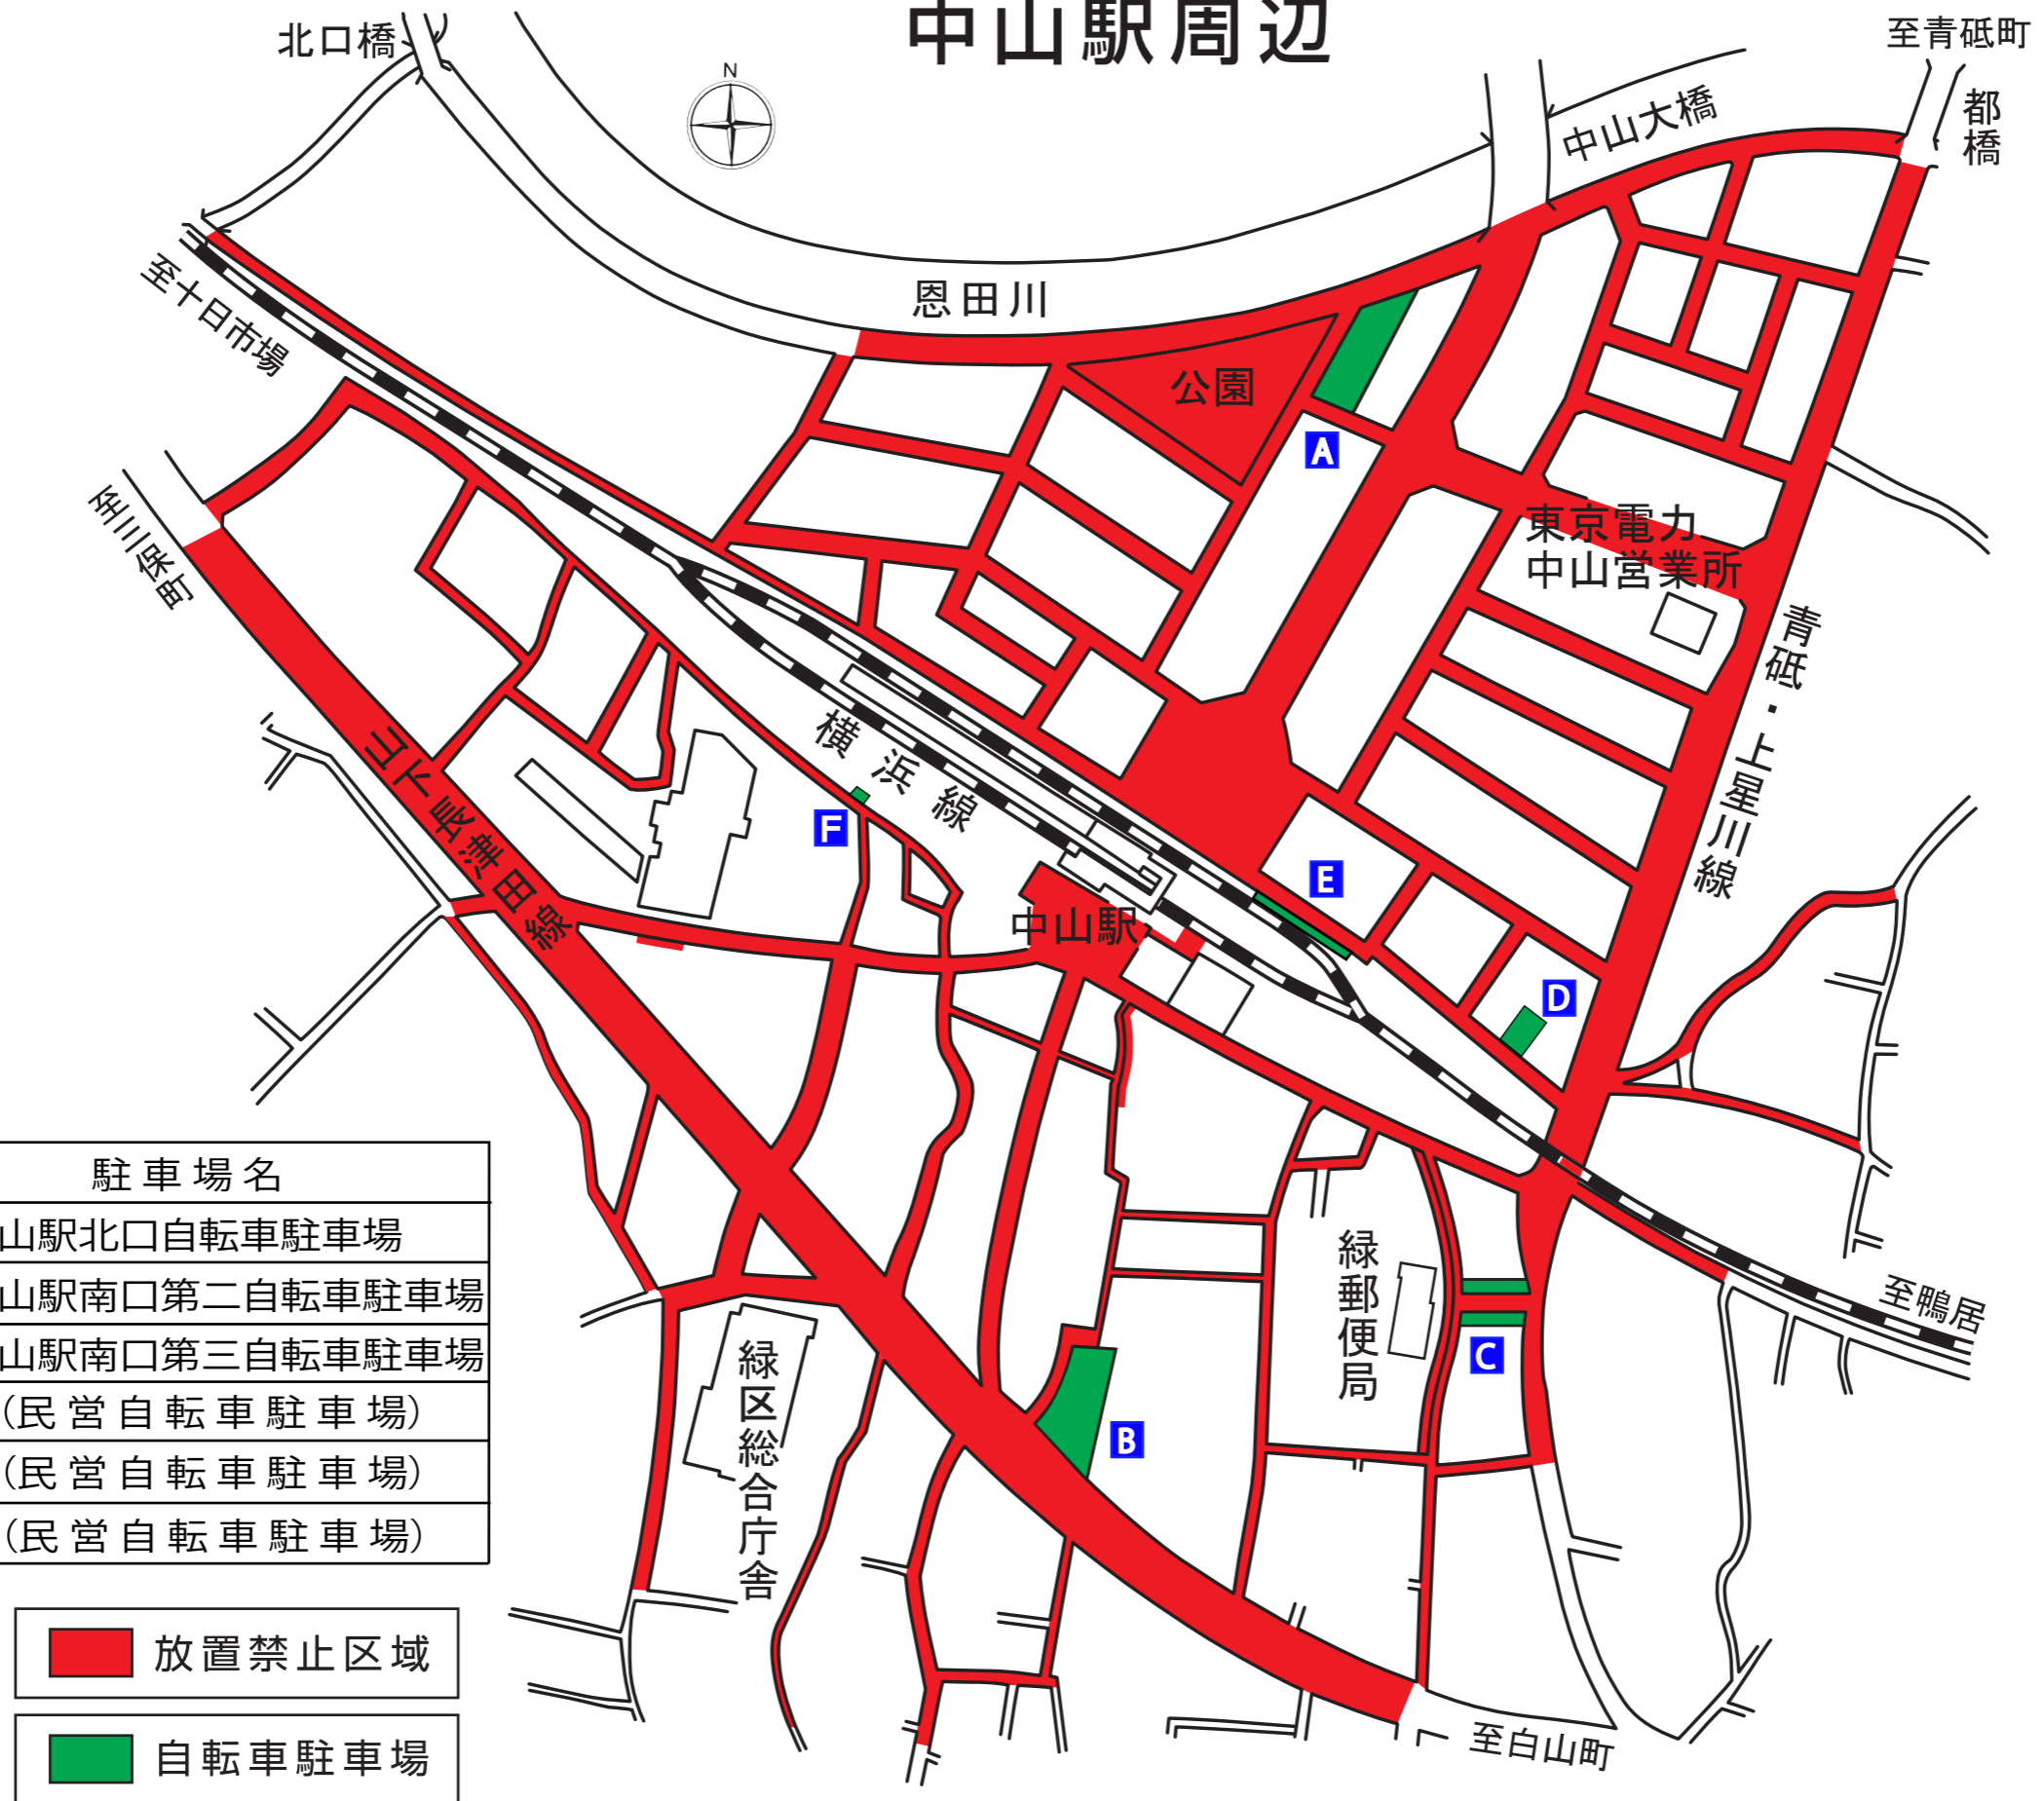 中山駅周辺
北口橋
至青砥町
都橋
N
中山大橋
至十日市場
恩田川
公園
A
至三保町
東京電力
中山営業所
青砥・上星川線
横浜線
山下長津田線
F
E
中山駅
D
駐車場名
山駅北口自転車駐車場
山駅南口第二自転車駐車場
山駅南口第三自転車駐車場
（民営自転車駐車場）
（民営自転車駐車場）
（民営自転車駐車場）
緑郵便局
至鴨居
C
緑区総合庁舎
B
放置禁止区域
自転車駐車場
至白山町